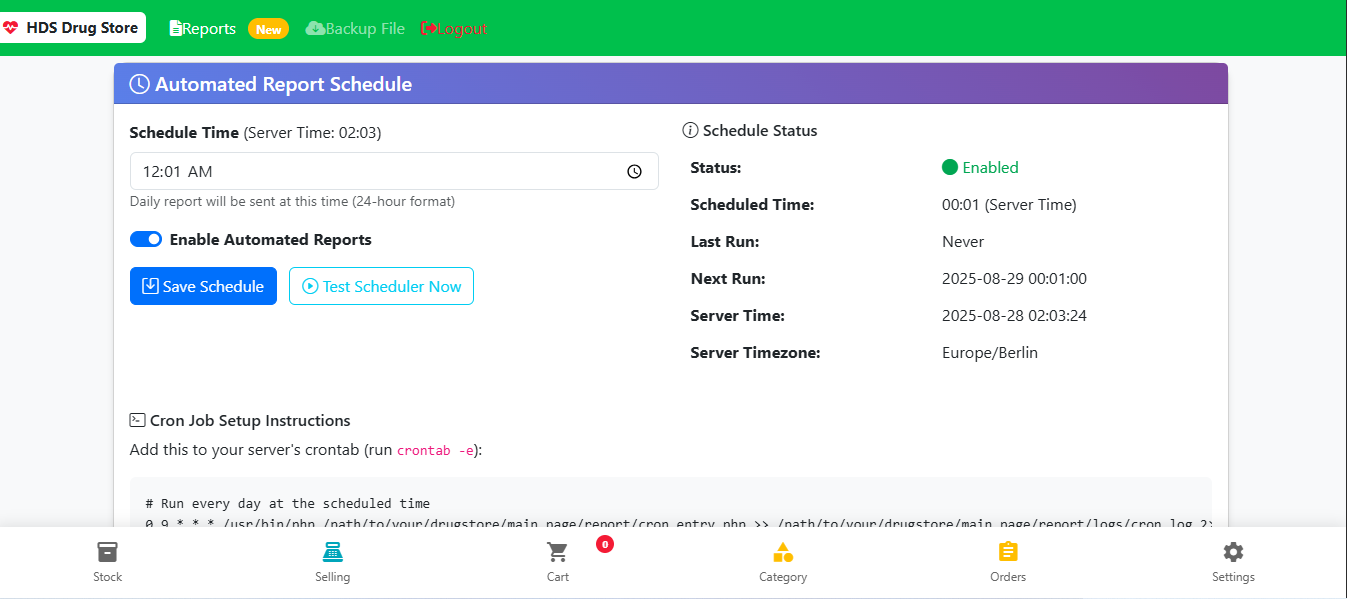 HDS Drug Store
Reports
New
Backup File
Logout
Automated Report Schedule
Schedule Time (Server Time: 02:03)
12:01 AM
Daily report will be sent at this time (24-hour format)
Enable Automated Reports
Save Schedule
Test Scheduler Now
Schedule Status
Status: Enabled
Scheduled Time: 00:01 (Server Time)
Last Run: Never
Next Run: 2025-08-29 00:01:00
Server Time: 2025-08-28 02:03:24
Server Timezone: Europe/Berlin
Cron Job Setup Instructions
Add this to your server's crontab (run crontab -e):
# Run every day at the scheduled time
0 9 * * * /usr/bin/php /path/to/your/drugstore/main_page/report/cron_entry.php >> /path/to/your/drugstore/main_page/report/logs/cron.log 2>
Stock
Selling
Cart
0
Category
Orders
Settings